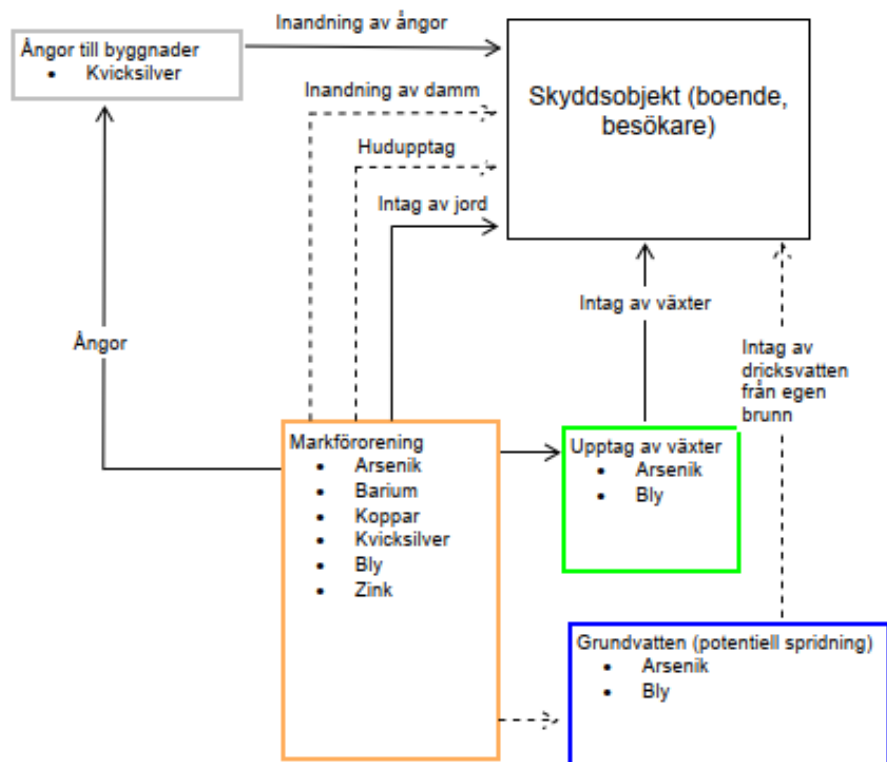 Inandning av ångor
Ångor till byggnader
• Kvicksilver
Inandning av damm
Skyddsobjekt (boende,
besökare)
Hudupptag
Intag av jord
Intag av växter
Ångor
Intag av
dricksvatten
från egen
brunn
Markförorening
• Arsenik
• Barium
• Koppar
• Kvicksilver
• Bly
• Zink
Upptag av växter
• Arsenik
• Bly
Grundvatten (potentiell spridning)
• Arsenik
• Bly